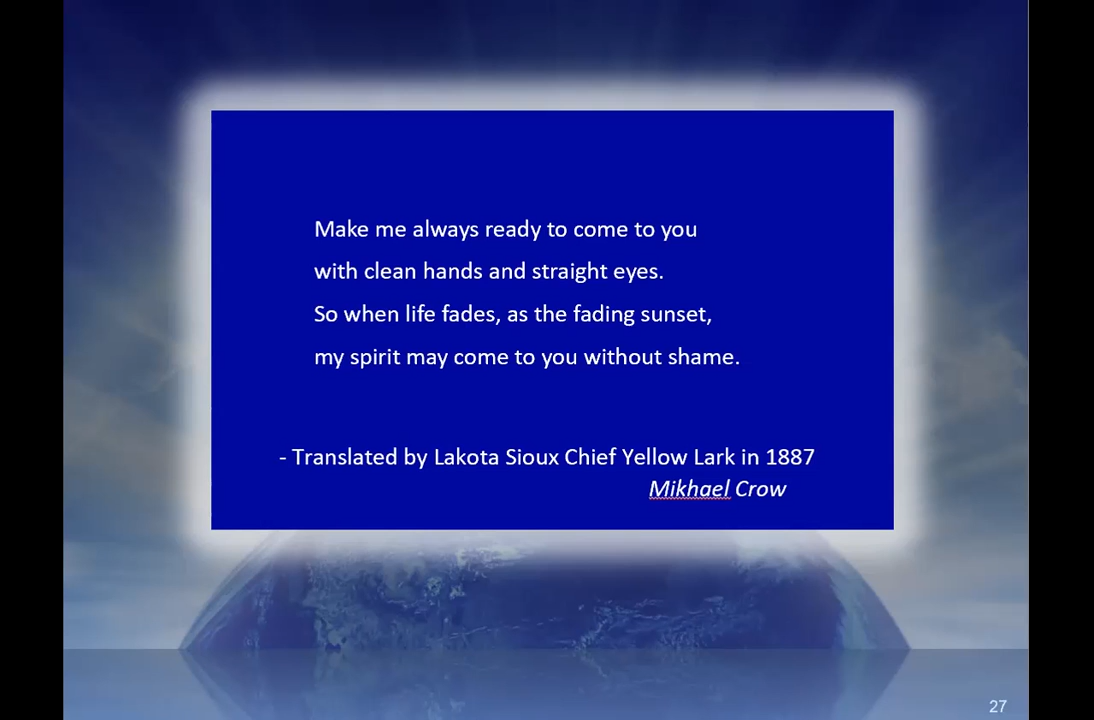 Make me always ready to come to you
with clean hands and straight eyes.
So when life fades, as the fading sunset,
my spirit may come to you without shame.
- Translated by Lakota Sioux Chief Yellow Lark in 1887
Mikhael Crow
27